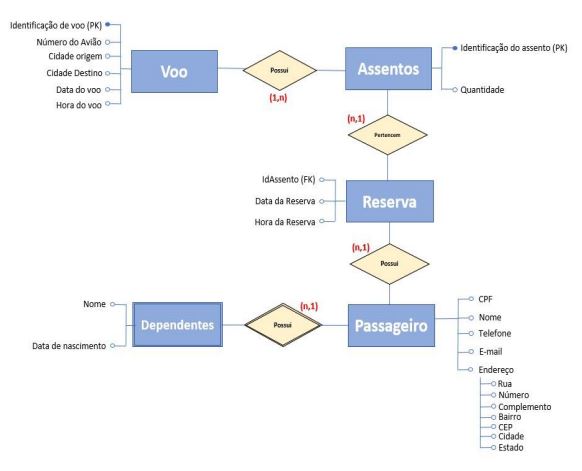 Identificação de voo (PK)
Número do Avião
Cidade origem
Cidade Destino
Data do voo
Hora do voo
Voo
Possui
(1,n)
Assentos
Identificação do assento (PK)
Quantidade
(n,1)
Pertencem
IdAssento (FK)
Data da Reserva
Hora da Reserva
Reserva
(n,1)
Possui
Nome
Data de nascimento
Dependentes
(n,1)
Possui
Passageiro
CPF
Nome
Telefone
E-mail
Endereço
Rua
Número
Complemento
Bairro
CEP
Cidade
Estado